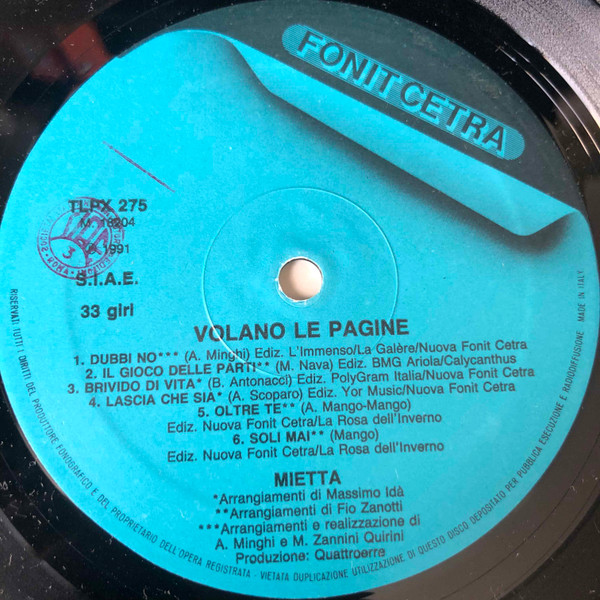 FONIT CETRA
TLPX 275
M. 18204
1991
S.I.A.E.
33 giri
VOLANO LE PAGINE
1. DUBBI NO*** (A. Minghi) Ediz. L'Immenso/La Galère/Nuova Fonit Cetra
2. IL GIOCO DELLE PARTI** (M. Nava) Ediz. BMG Ariola/Calycanthus
3. BRIVIDO DI VITA* (B. Antonacci) Ediz. PolyGram Italia/Nuova Fonit Cetra
4. LASCIA CHE SIA* (A. Scoparo) Ediz. Yor Music/Nuova Fonit Cetra
5. OLTRE TE** (A. Mango-Mango)
Ediz. Nuova Fonit Cetra/La Rosa dell'Inverno
6. SOLI MAI** (Mango)
Ediz. Nuova Fonit Cetra/La Rosa dell'Inverno
MIETTA
*Arrangiamenti di Massimo Idà
**Arrangiamenti di Fio Zanotti
***Arrangiamenti e realizzazione di
A. Minghi e M. Zannini Quirini
Produzione: Quattroerre
RISERVATI TUTTI I DIRITTI DEL PRODUTTORE FONOGRAFICO E DEL PROPRIETARIO DELL'OPERA REGISTRATA - VIETATA DUPLICAZIONE UTILIZZAZIONE DI QUESTO DISCO DEPOSITATO PER PUBBLICA ESECUZIONE E RADIODIFFUSIONE. MADE IN ITALY
ROMA
3